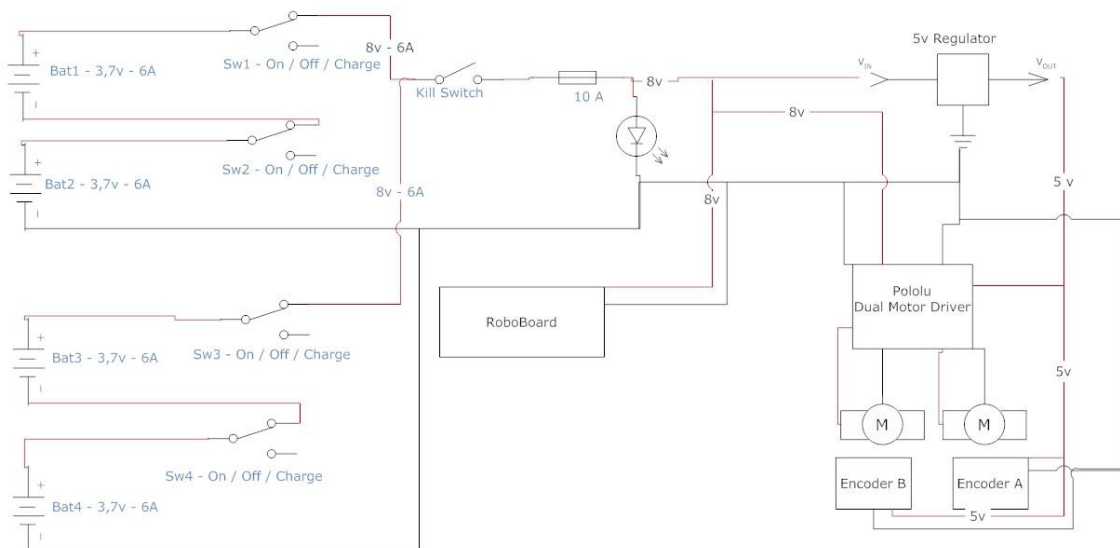 5v Regulator
8v - 6A
Bat1 - 3,7v - 6A
Sw1 - On / Off / Charge
V_IN
V_OUT
8v
Kill Switch
10 A
8v
Bat2 - 3,7v - 6A
Sw2 - On / Off / Charge
8v - 6A
8v
5 v
Pololu
Dual Motor Driver
RoboBoard
Sw3 - On / Off / Charge
Bat3 - 3,7v - 6A
5v
M
M
Sw4 - On / Off / Charge
Encoder B
Encoder A
Bat4 - 3,7v - 6A
5v